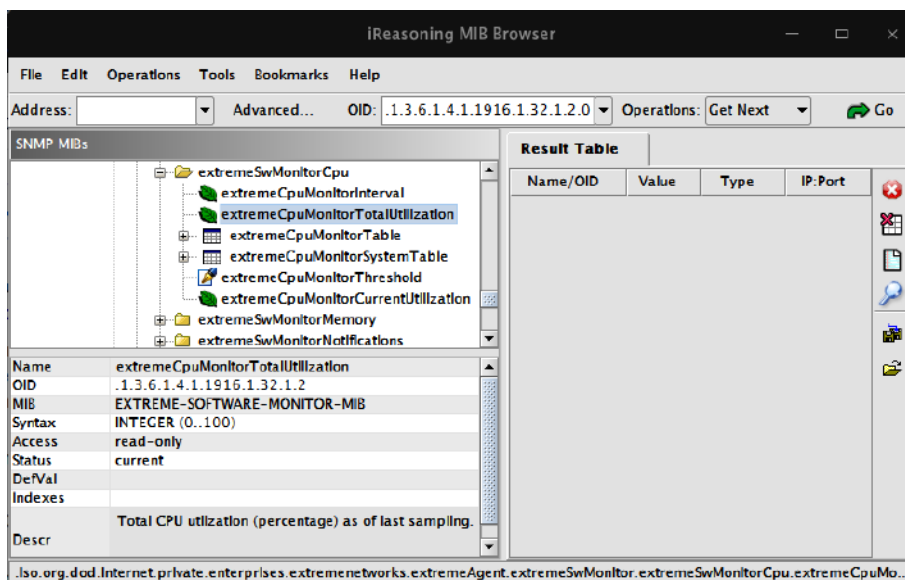 iReasoning MIB Browser
File Edit Operations Tools Bookmarks Help
Address: Advanced... OID: .1.3.6.1.4.1.1916.1.32.1.2.0 Operations: Get Next Go
SNMP MIBs
Result Table
Name/OID Value Type IP:Port
extremeSwMonitorCpu
extremeCpuMonitorInterval
extremeCpuMonitorTotalUtilization
extremeCpuMonitorTable
extremeCpuMonitorSystemTable
extremeCpuMonitorThreshold
extremeCpuMonitorCurrentUtilization
extremeSwMonitorMemory
extremeSwMonitorNotifications
Name extremeCpuMonitorTotalUtilization
OID .1.3.6.1.4.1.1916.1.32.1.2
MIB EXTREME-SOFTWARE-MONITOR-MIB
Syntax INTEGER (0..100)
Access read-only
Status current
DefVal
Indexes
Descr Total CPU utlization (percentage) as of last sampling.
.iso.org.dod.internet.private.enterprises.extremenetworks.extremeAgent.extremeSwMonitor.extremeSwMonitorCpu.extremeCpuMo...